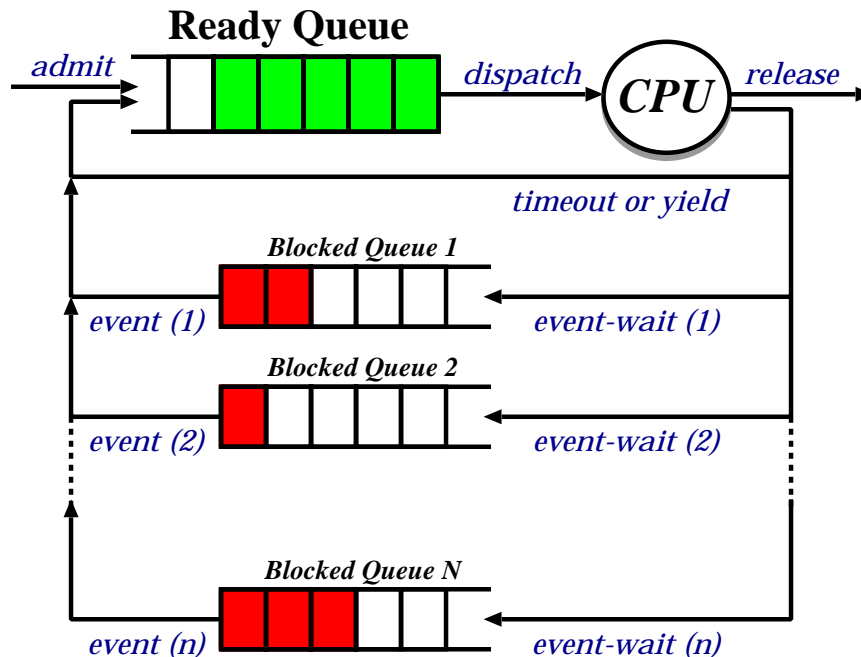 Ready Queue
admit
dispatch
CPU
release
timeout or yield
Blocked Queue 1
event (1)
event-wait (1)
Blocked Queue 2
event (2)
event-wait (2)
Blocked Queue N
event (n)
event-wait (n)